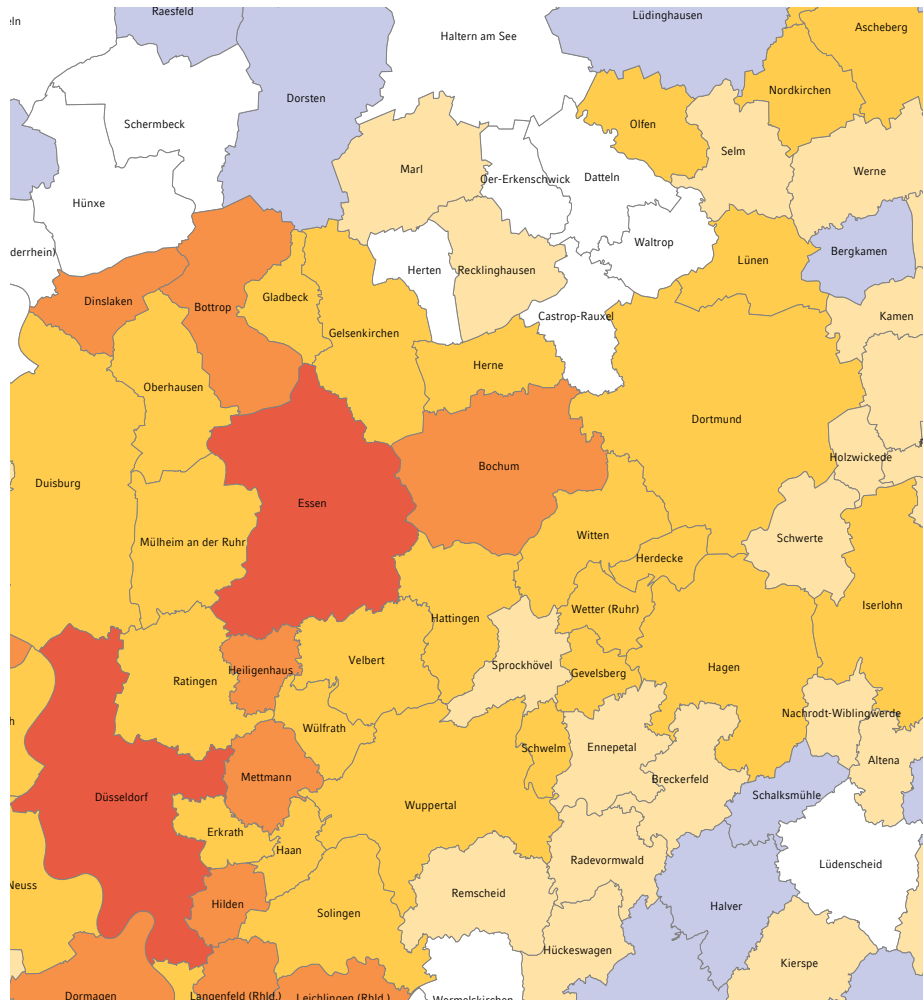 Raesfeld
Lüdinghausen
eln
Ascheberg
Haltern am See
Nordkirchen
Dorsten
Schermbeck
Olfen
Selm
Marl
Werne
Oer-Erkenschwick
Datteln
Hünxe
Waltrop
derrhein)
Bergkamen
Lünen
Herten
Recklinghausen
Gladbeck
Dinslaken
Bottrop
Castrop-Rauxel
Kamen
Gelsenkirchen
Herne
Oberhausen
Dortmund
Holzwickede
Bochum
Duisburg
Essen
Witten
Schwerte
Mülheim an der Ruhr
Herdecke
Iserlohn
Wetter (Ruhr)
Hattingen
Velbert
Sprockhövel
Hagen
Heiligenhaus
Gevelsberg
Ratingen
Nachrodt-Wiblingwerde
h
Wülfrath
Schwelm
Ennepetal
Altena
Mettmann
Breckerfeld
Düsseldorf
Schalksmühle
Wuppertal
Erkrath
Haan
Radevormwald
Lüdenscheid
Neuss
Remscheid
Hilden
Halver
Solingen
Hückeswagen
Kierspe
Dormagen
Langenfeld (Rhld.)
Leichlingen (Rhld.)
Wermelskirchen